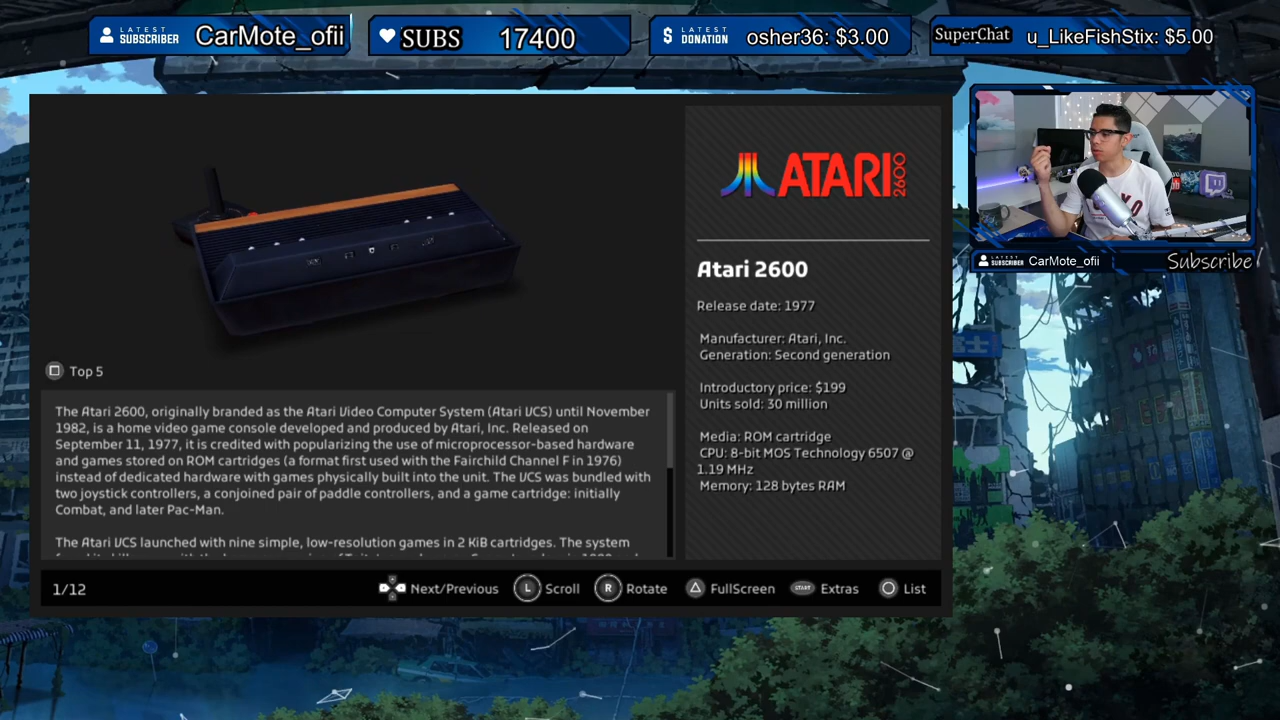 LATEST
SUBSCRIBER
CarMote_ofii
SUBS
17400
LATEST
DONATION
osher36: $3.00
SuperChat
u_LikeFishStix: $5.00
ATARI 2600
Atari 2600
Release date: 1977
Manufacturer: Atari, Inc.
Generation: Second generation
Introductory price: $199
Units sold: 30 million
Media: ROM cartridge
CPU: 8-bit MOS Technology 6507 @
1.19 MHz
Memory: 128 bytes RAM
LATEST
SUBSCRIBER
CarMote_ofii
Subscribe
Top 5
The Atari 2600, originally branded as the Atari Video Computer System (Atari VCS) until November
1982, is a home video game console developed and produced by Atari, Inc. Released on
September 11, 1977, it is credited with popularizing the use of microprocessor-based hardware
and games stored on ROM cartridges (a format first used with the Fairchild Channel F in 1976)
instead of dedicated hardware with games physically built into the unit. The VCS was bundled with
two joystick controllers, a conjoined pair of paddle controllers, and a game cartridge: initially
Combat, and later Pac-Man.
The Atari VCS launched with nine simple, low-resolution games in 2 KiB cartridges. The system
1/12
Next/Previous
L
Scroll
R
Rotate
FullScreen
START
Extras
List